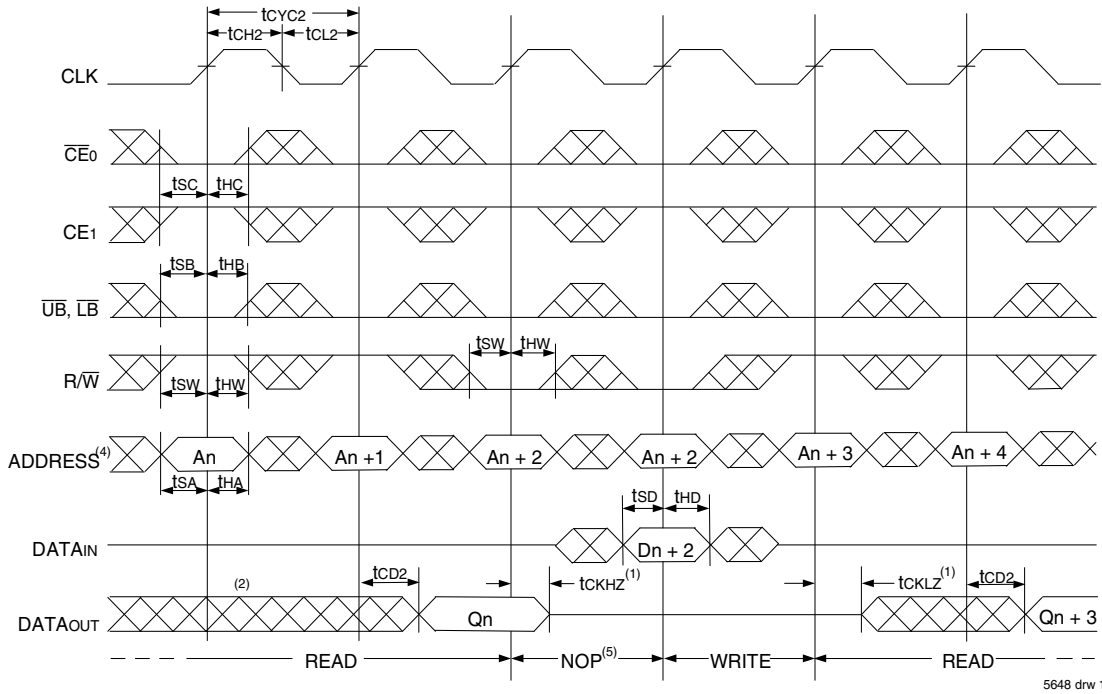 tCYC2
tCH2 tCL2
CLK
CE0
tSC tHC
CE1
tSB tHB
UB, LB
tSW tHW
R/W
tSW tHW
ADDRESS(4) An An +1 An + 2 An + 2 An + 3 An + 4
tSA tHA
tSD tHD
DATAIN Dn + 2
(2) tCD2 tCKHZ(1) tCKLZ(1) tCD2
DATAOUT Qn Qn + 3
READ NOP(5) WRITE READ
5648 drw 1